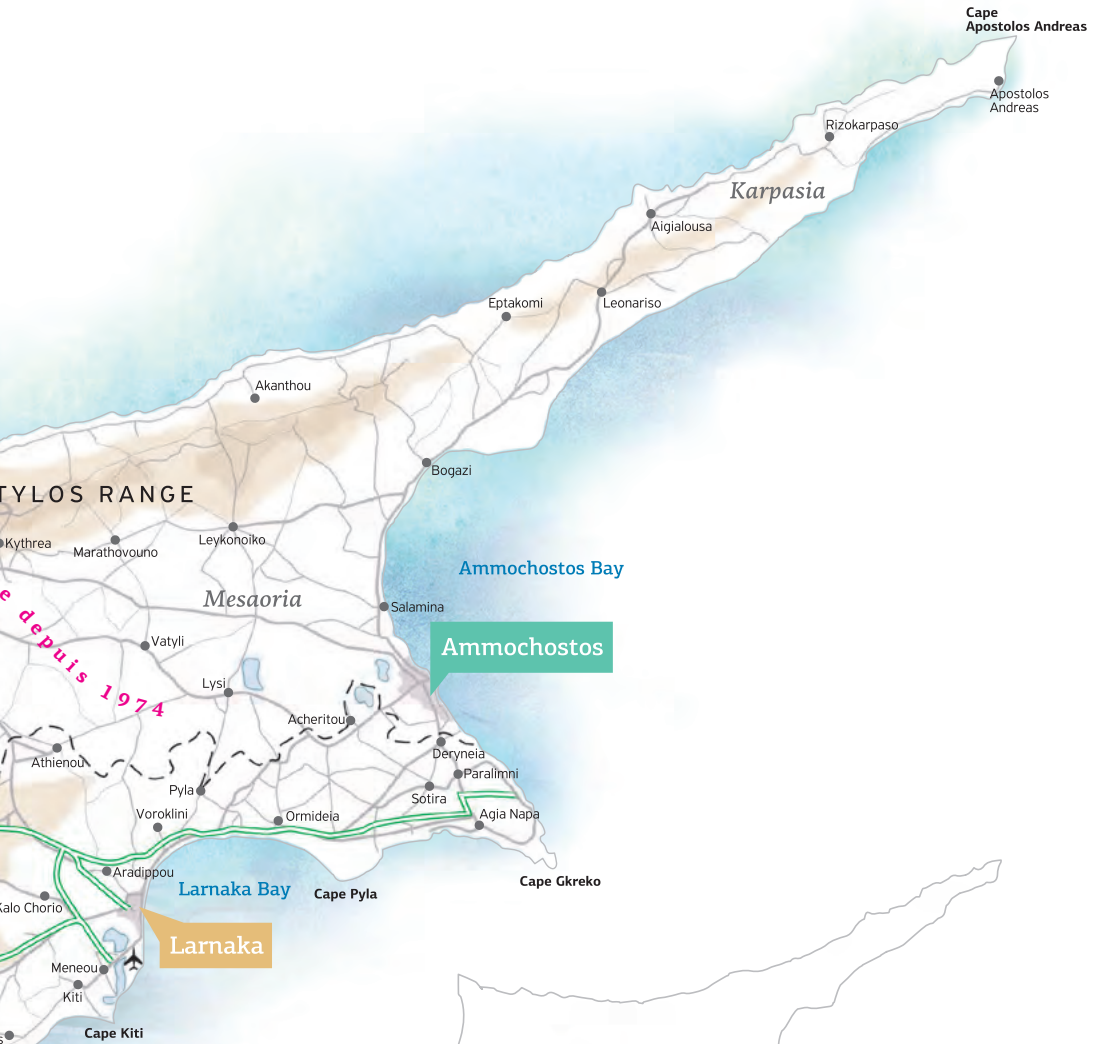 Cape
Apostolos Andreas
Apostolos
Andreas
Rizokarpaso
Karpasia
Aigialousa
Eptakomi
Leonariso
Akanthou
Bogazi
TYLOS RANGE
Kythrea
Marathovouno
Leykonoiko
Ammochostos Bay
Mesaoria
Salamina
e depuis 1974
Vatyli
Ammochostos
Lysi
Acheritou
Athienou
Deryneia
Paralimni
Pyla
Sotira
Voroklini
Ormideia
Agia Napa
Aradippou
Cape Gkreko
Larnaka Bay
Cape Pyla
Kalo Chorio
Larnaka
Meneou
Kiti
Cape Kiti
s